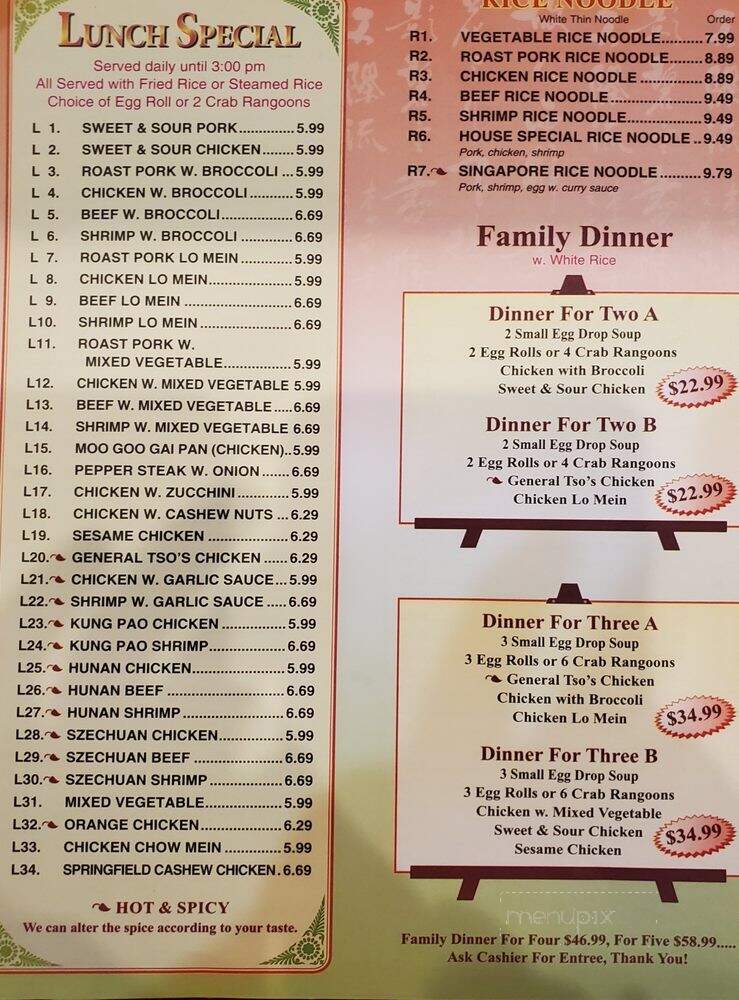 LUNCH SPECIAL
Served daily until 3:00 pm
All Served with Fried Rice or Steamed Rice
Choice of Egg Roll or 2 Crab Rangoons
L 1. SWEET & SOUR PORK..............5.99
L 2. SWEET & SOUR CHICKEN........5.99
L 3. ROAST PORK W. BROCCOLI ...5.99
L 4. CHICKEN W. BROCCOLI...........5.99
L 5. BEEF W. BROCCOLI..................6.69
L 6. SHRIMP W. BROCCOLI .............6.69
L 7. ROAST PORK LO MEIN.............5.99
L 8. CHICKEN LO MEIN.....................5.99
L 9. BEEF LO MEIN ...........................6.69
L10. SHRIMP LO MEIN.......................6.69
L11. ROAST PORK W.
MIXED VEGETABLE.................5.99
L12. CHICKEN W. MIXED VEGETABLE 5.99
L13. BEEF W. MIXED VEGETABLE.....6.69
L14. SHRIMP W. MIXED VEGETABLE 6.69
L15. MOO GOO GAI PAN (CHICKEN)..5.99
L16. PEPPER STEAK W. ONION.......6.69
L17. CHICKEN W. ZUCCHINI.............5.99
L18. CHICKEN W. CASHEW NUTS ...6.29
L19. SESAME CHICKEN ....................6.29
L20. GENERAL TSO'S CHICKEN ......6.29
L21. CHICKEN W. GARLIC SAUCE...5.99
L22. SHRIMP W. GARLIC SAUCE .....6.69
L23. KUNG PAO CHICKEN ................5.99
L24. KUNG PAO SHRIMP...................6.69
L25. HUNAN CHICKEN.......................5.99
L26. HUNAN BEEF .............................6.69
L27. HUNAN SHRIMP.........................6.69
L28. SZECHUAN CHICKEN................5.99
L29. SZECHUAN BEEF ......................6.69
L30. SZECHUAN SHRIMP..................6.69
L31. MIXED VEGETABLE...................5.99
L32. ORANGE CHICKEN....................6.29
L33. CHICKEN CHOW MEIN ..............5.99
L34. SPRINGFIELD CASHEW CHICKEN.6.69
HOT & SPICY
We can alter the spice according to your taste.
RICE NOODLE
White Thin Noodle Order
R1. VEGETABLE RICE NOODLE..........7.99
R2. ROAST PORK RICE NOODLE........8.89
R3. CHICKEN RICE NOODLE ...............8.89
R4. BEEF RICE NOODLE......................9.49
R5. SHRIMP RICE NOODLE..................9.49
R6. HOUSE SPECIAL RICE NOODLE..9.49
Pork, chicken, shrimp
R7. SINGAPORE RICE NOODLE..........9.79
Pork, shrimp, egg w. curry sauce
Family Dinner
w. White Rice
Dinner For Two A
2 Small Egg Drop Soup
2 Egg Rolls or 4 Crab Rangoons
Chicken with Broccoli
Sweet & Sour Chicken $22.99
Dinner For Two B
2 Small Egg Drop Soup
2 Egg Rolls or 4 Crab Rangoons
General Tso's Chicken
Chicken Lo Mein $22.99
Dinner For Three A
3 Small Egg Drop Soup
3 Egg Rolls or 6 Crab Rangoons
General Tso's Chicken
Chicken with Broccoli
Chicken Lo Mein $34.99
Dinner For Three B
3 Small Egg Drop Soup
3 Egg Rolls or 6 Crab Rangoons
Chicken w. Mixed Vegetable
Sweet & Sour Chicken $34.99
Sesame Chicken
menupix
Family Dinner For Four $46.99, For Five $58.99.....
Ask Cashier For Entree, Thank You!